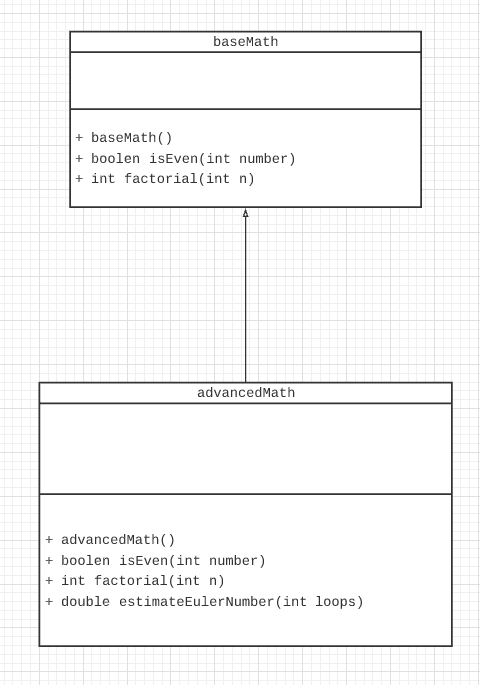 baseMath
+ baseMath()
+ boolen isEven(int number)
+ int factorial(int n)
advancedMath
+ advancedMath()
+ boolen isEven(int number)
+ int factorial(int n)
+ double estimateEulerNumber(int loops)